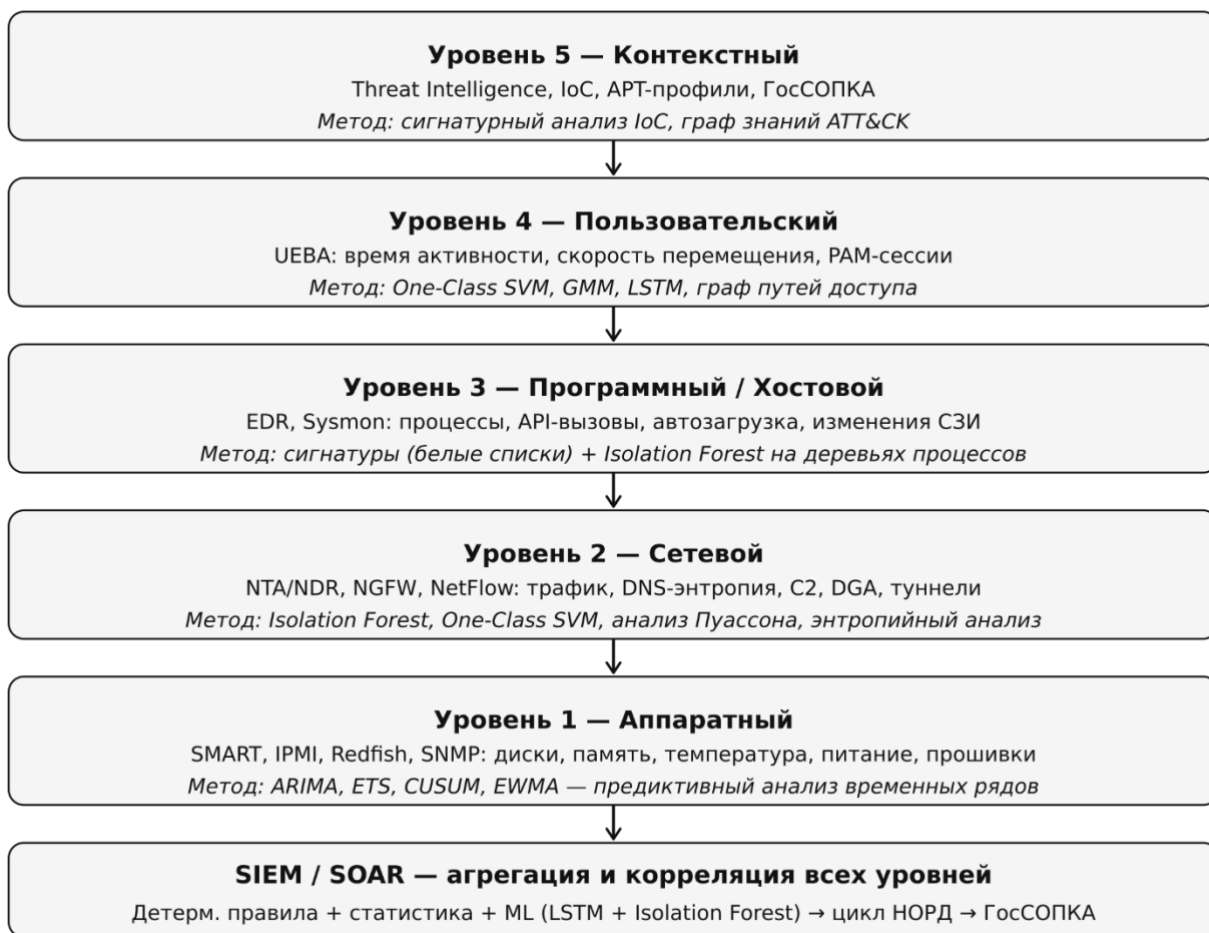 Уровень 5 — Контекстный
Threat Intelligence, IoC, APT-профили, ГосСОПКА
Метод: сигнатурный анализ IoC, граф знаний ATT&CK
Уровень 4 — Пользовательский
UEBA: время активности, скорость перемещения, PAM-сессии
Метод: One-Class SVM, GMM, LSTM, граф путей доступа
Уровень 3 — Программный / Хостовой
EDR, Sysmon: процессы, API-вызовы, автозагрузка, изменения СЗИ
Метод: сигнатуры (белые списки) + Isolation Forest на деревьях процессов
Уровень 2 — Сетевой
NTA/NDR, NGFW, NetFlow: трафик, DNS-энтропия, C2, DGA, туннели
Метод: Isolation Forest, One-Class SVM, анализ Пуассона, энтропийный анализ
Уровень 1 — Аппаратный
SMART, IPMI, Redfish, SNMP: диски, память, температура, питание, прошивки
Метод: ARIMA, ETS, CUSUM, EWMA — предиктивный анализ временных рядов
SIEM / SOAR — агрегация и корреляция всех уровней
Детерм. правила + статистика + ML (LSTM + Isolation Forest) → цикл НОРД → ГосСОПКА